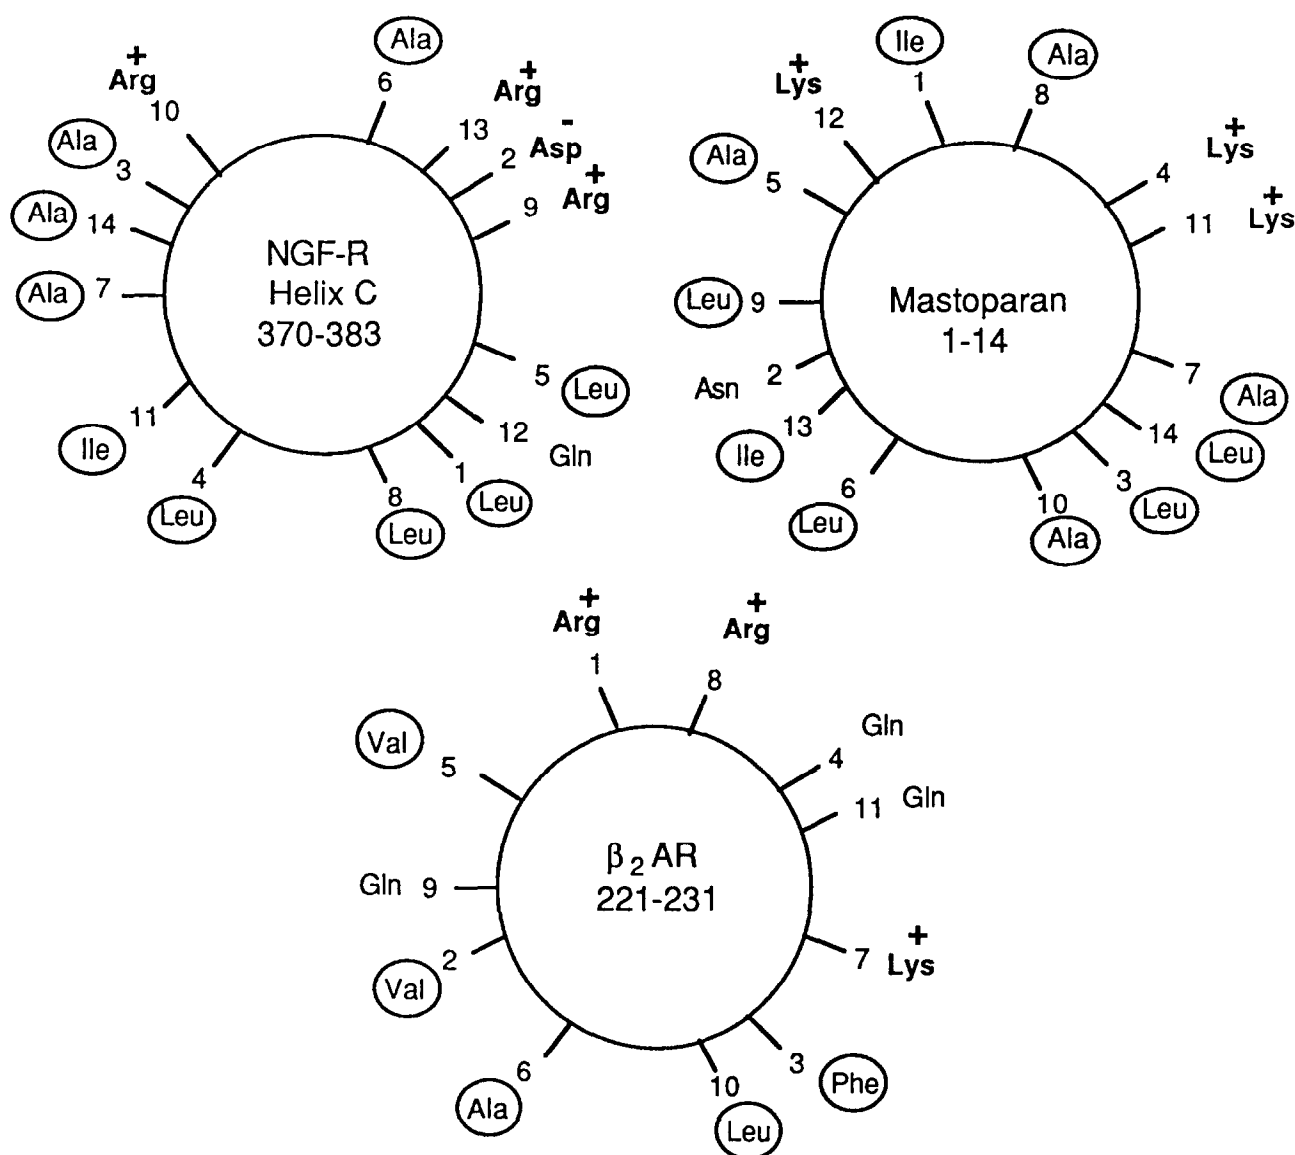 Ala
+
Arg
10
6
+
Arg
13
-
Asp
2
+
Arg
9
Ala
3
Ala
14
Ala
7
NGF-R
Helix C
370-383
5
Leu
12
Gln
11
Ile
4
Leu
8
Leu
1
Leu
Ile
1
+
Lys
12
8
Ala
+
Lys
4
+
Lys
11
Ala
5
Leu
9
Asn
2
Mastoparan
1-14
7
Ala
14
Leu
13
Ile
6
Leu
10
Ala
3
Leu
+
Arg
1
+
Arg
8
Val
5
Gln
4
11
Gln
β2 AR
221-231
Gln
9
Val
2
7
+
Lys
6
Ala
10
Leu
3
Phe